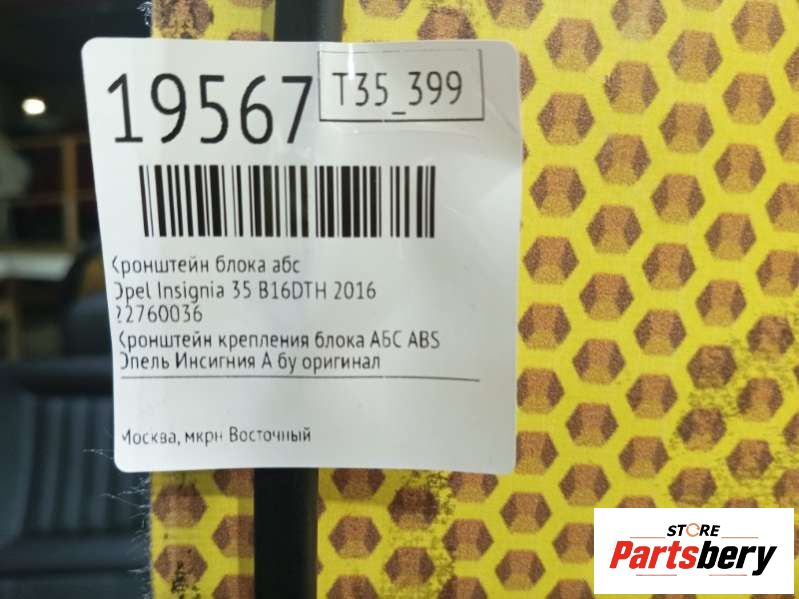 19567
T35_399
Кронштейн блока абс
Opel Insignia 35 B16DTH 2016
22760036
Кронштейн крепления блока АБС ABS
Опель Инсигния А бу оригинал
Москва, мкрн Восточный
STORE
Partsbery